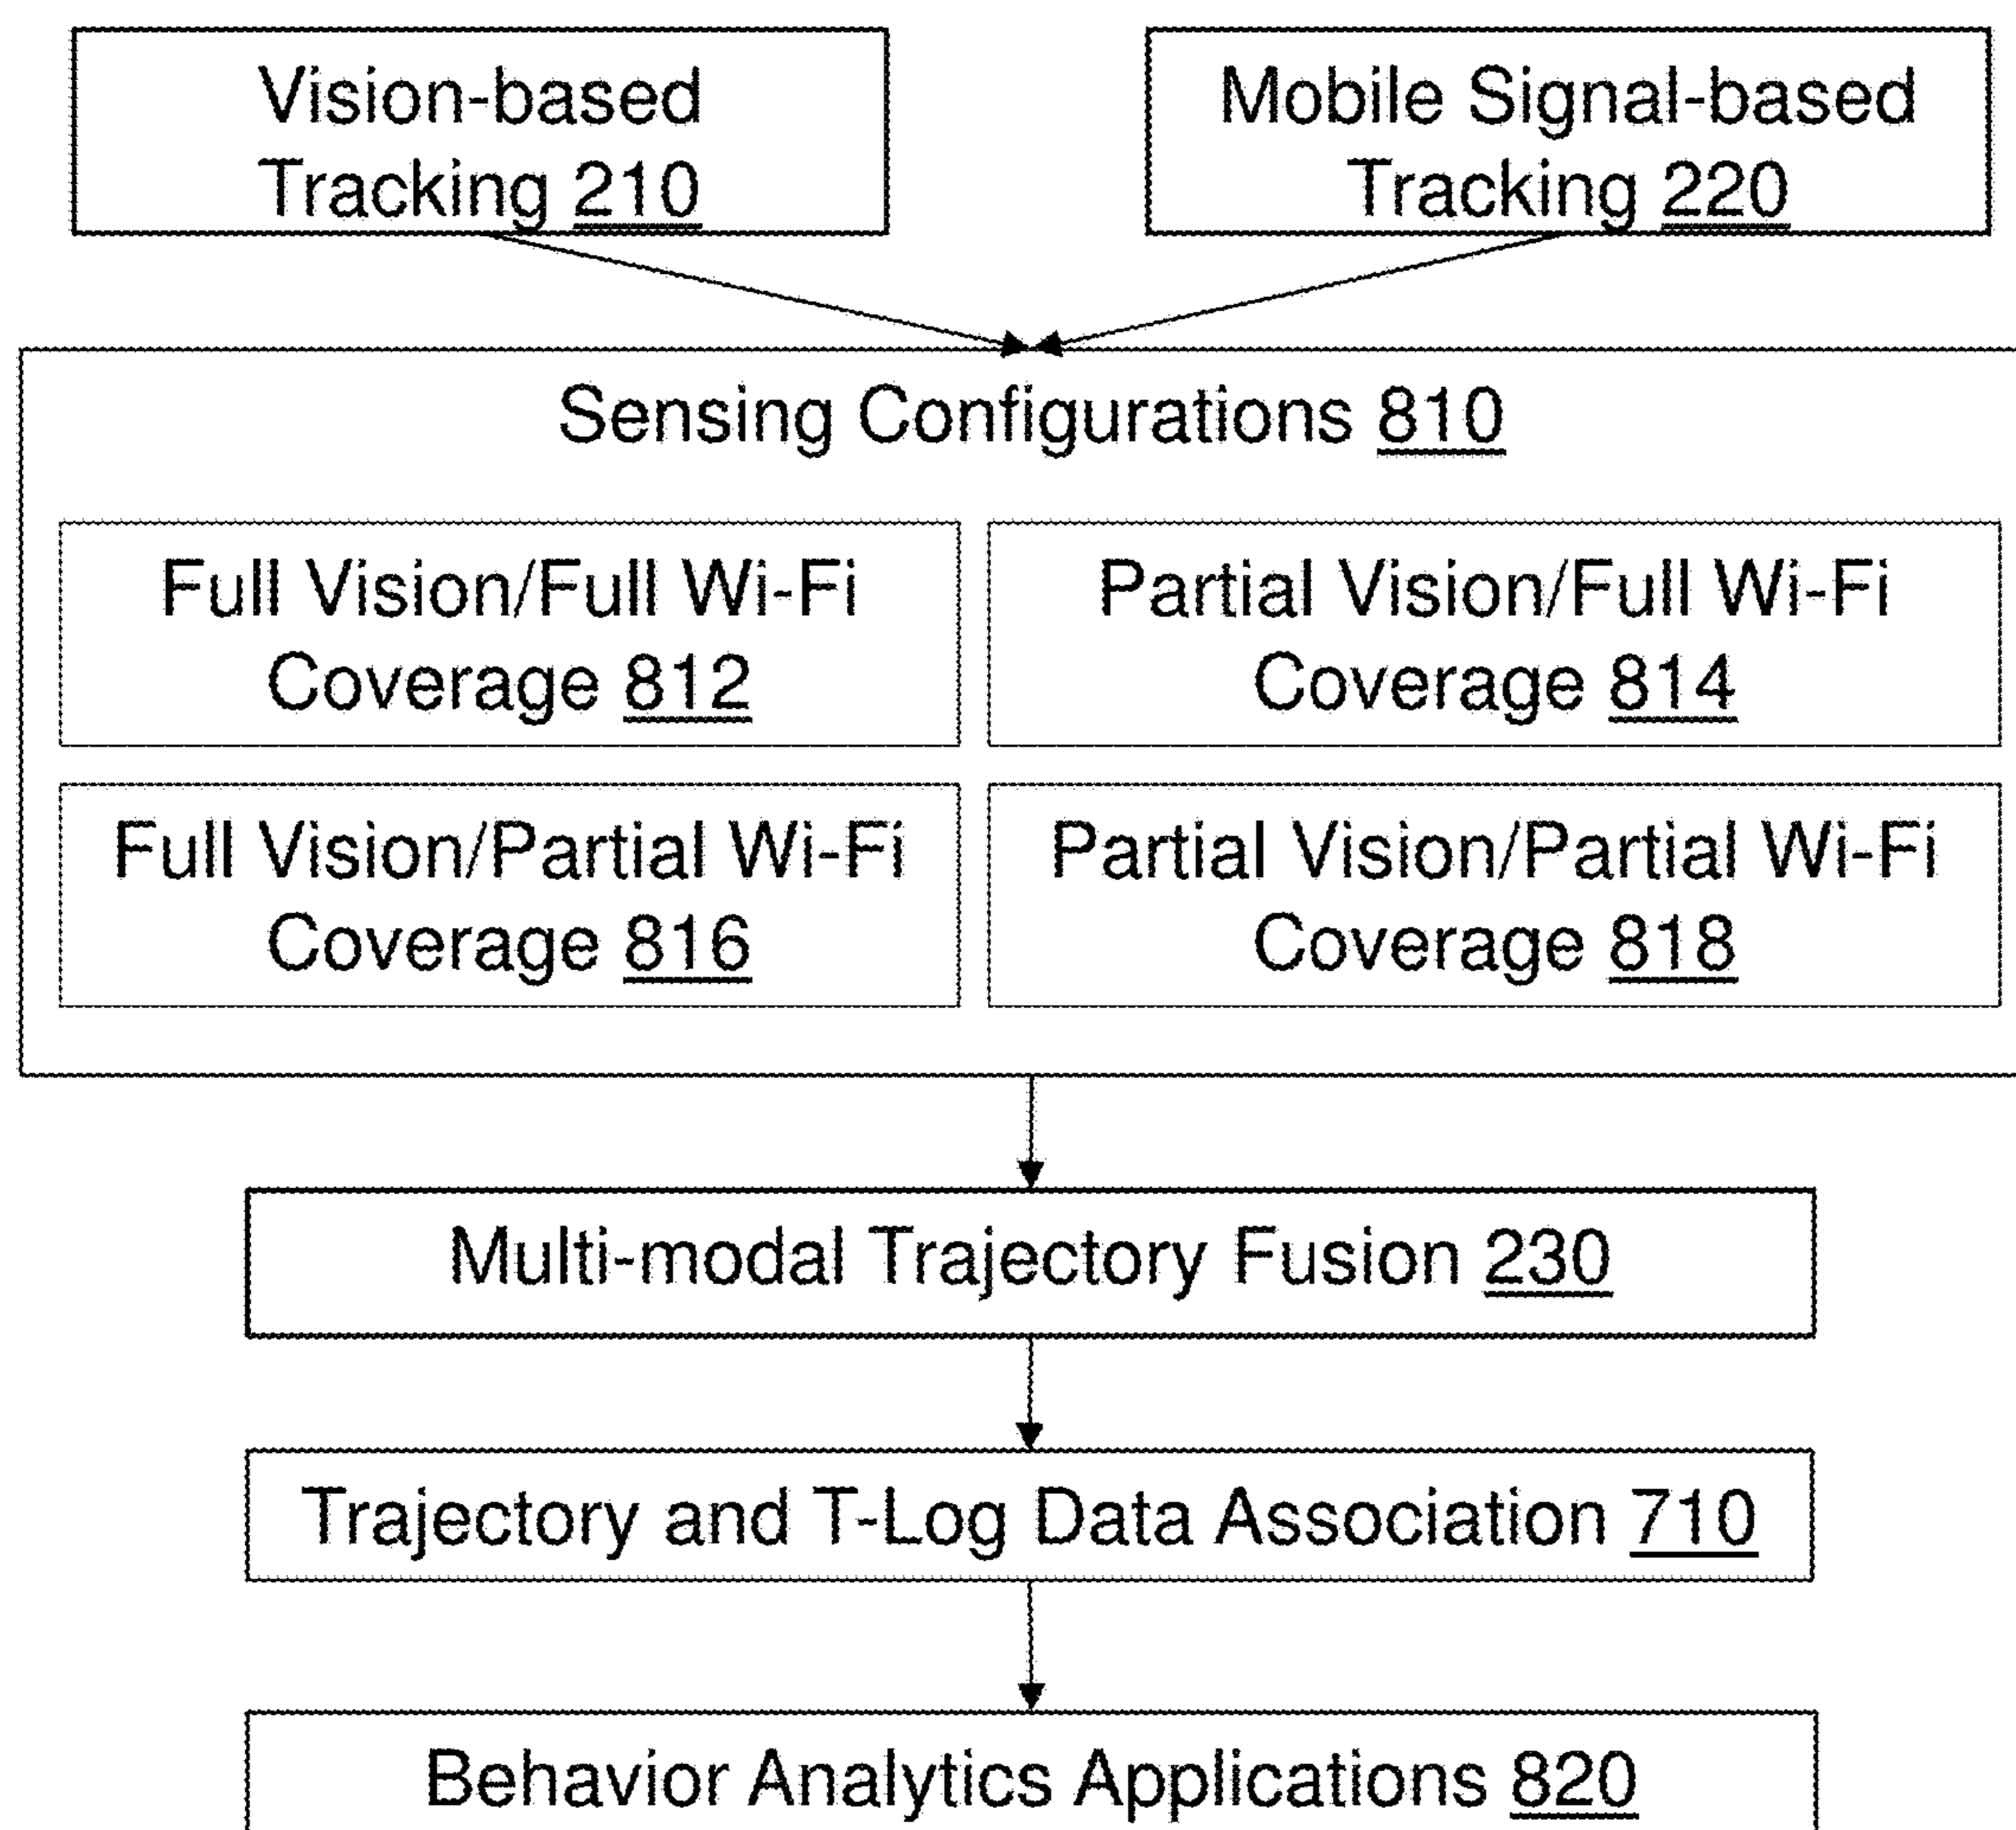 Vision-based
Tracking 210
Mobile Signal-based
Tracking 220
Sensing Configurations 810
Full Vision/Full Wi-Fi
Coverage 812
Partial Vision/Full Wi-Fi
Coverage 814
Full Vision/Partial Wi-Fi
Coverage 816
Partial Vision/Partial Wi-Fi
Coverage 818
Multi-modal Trajectory Fusion 230
Trajectory and T-Log Data Association 710
Behavior Analytics Applications 820